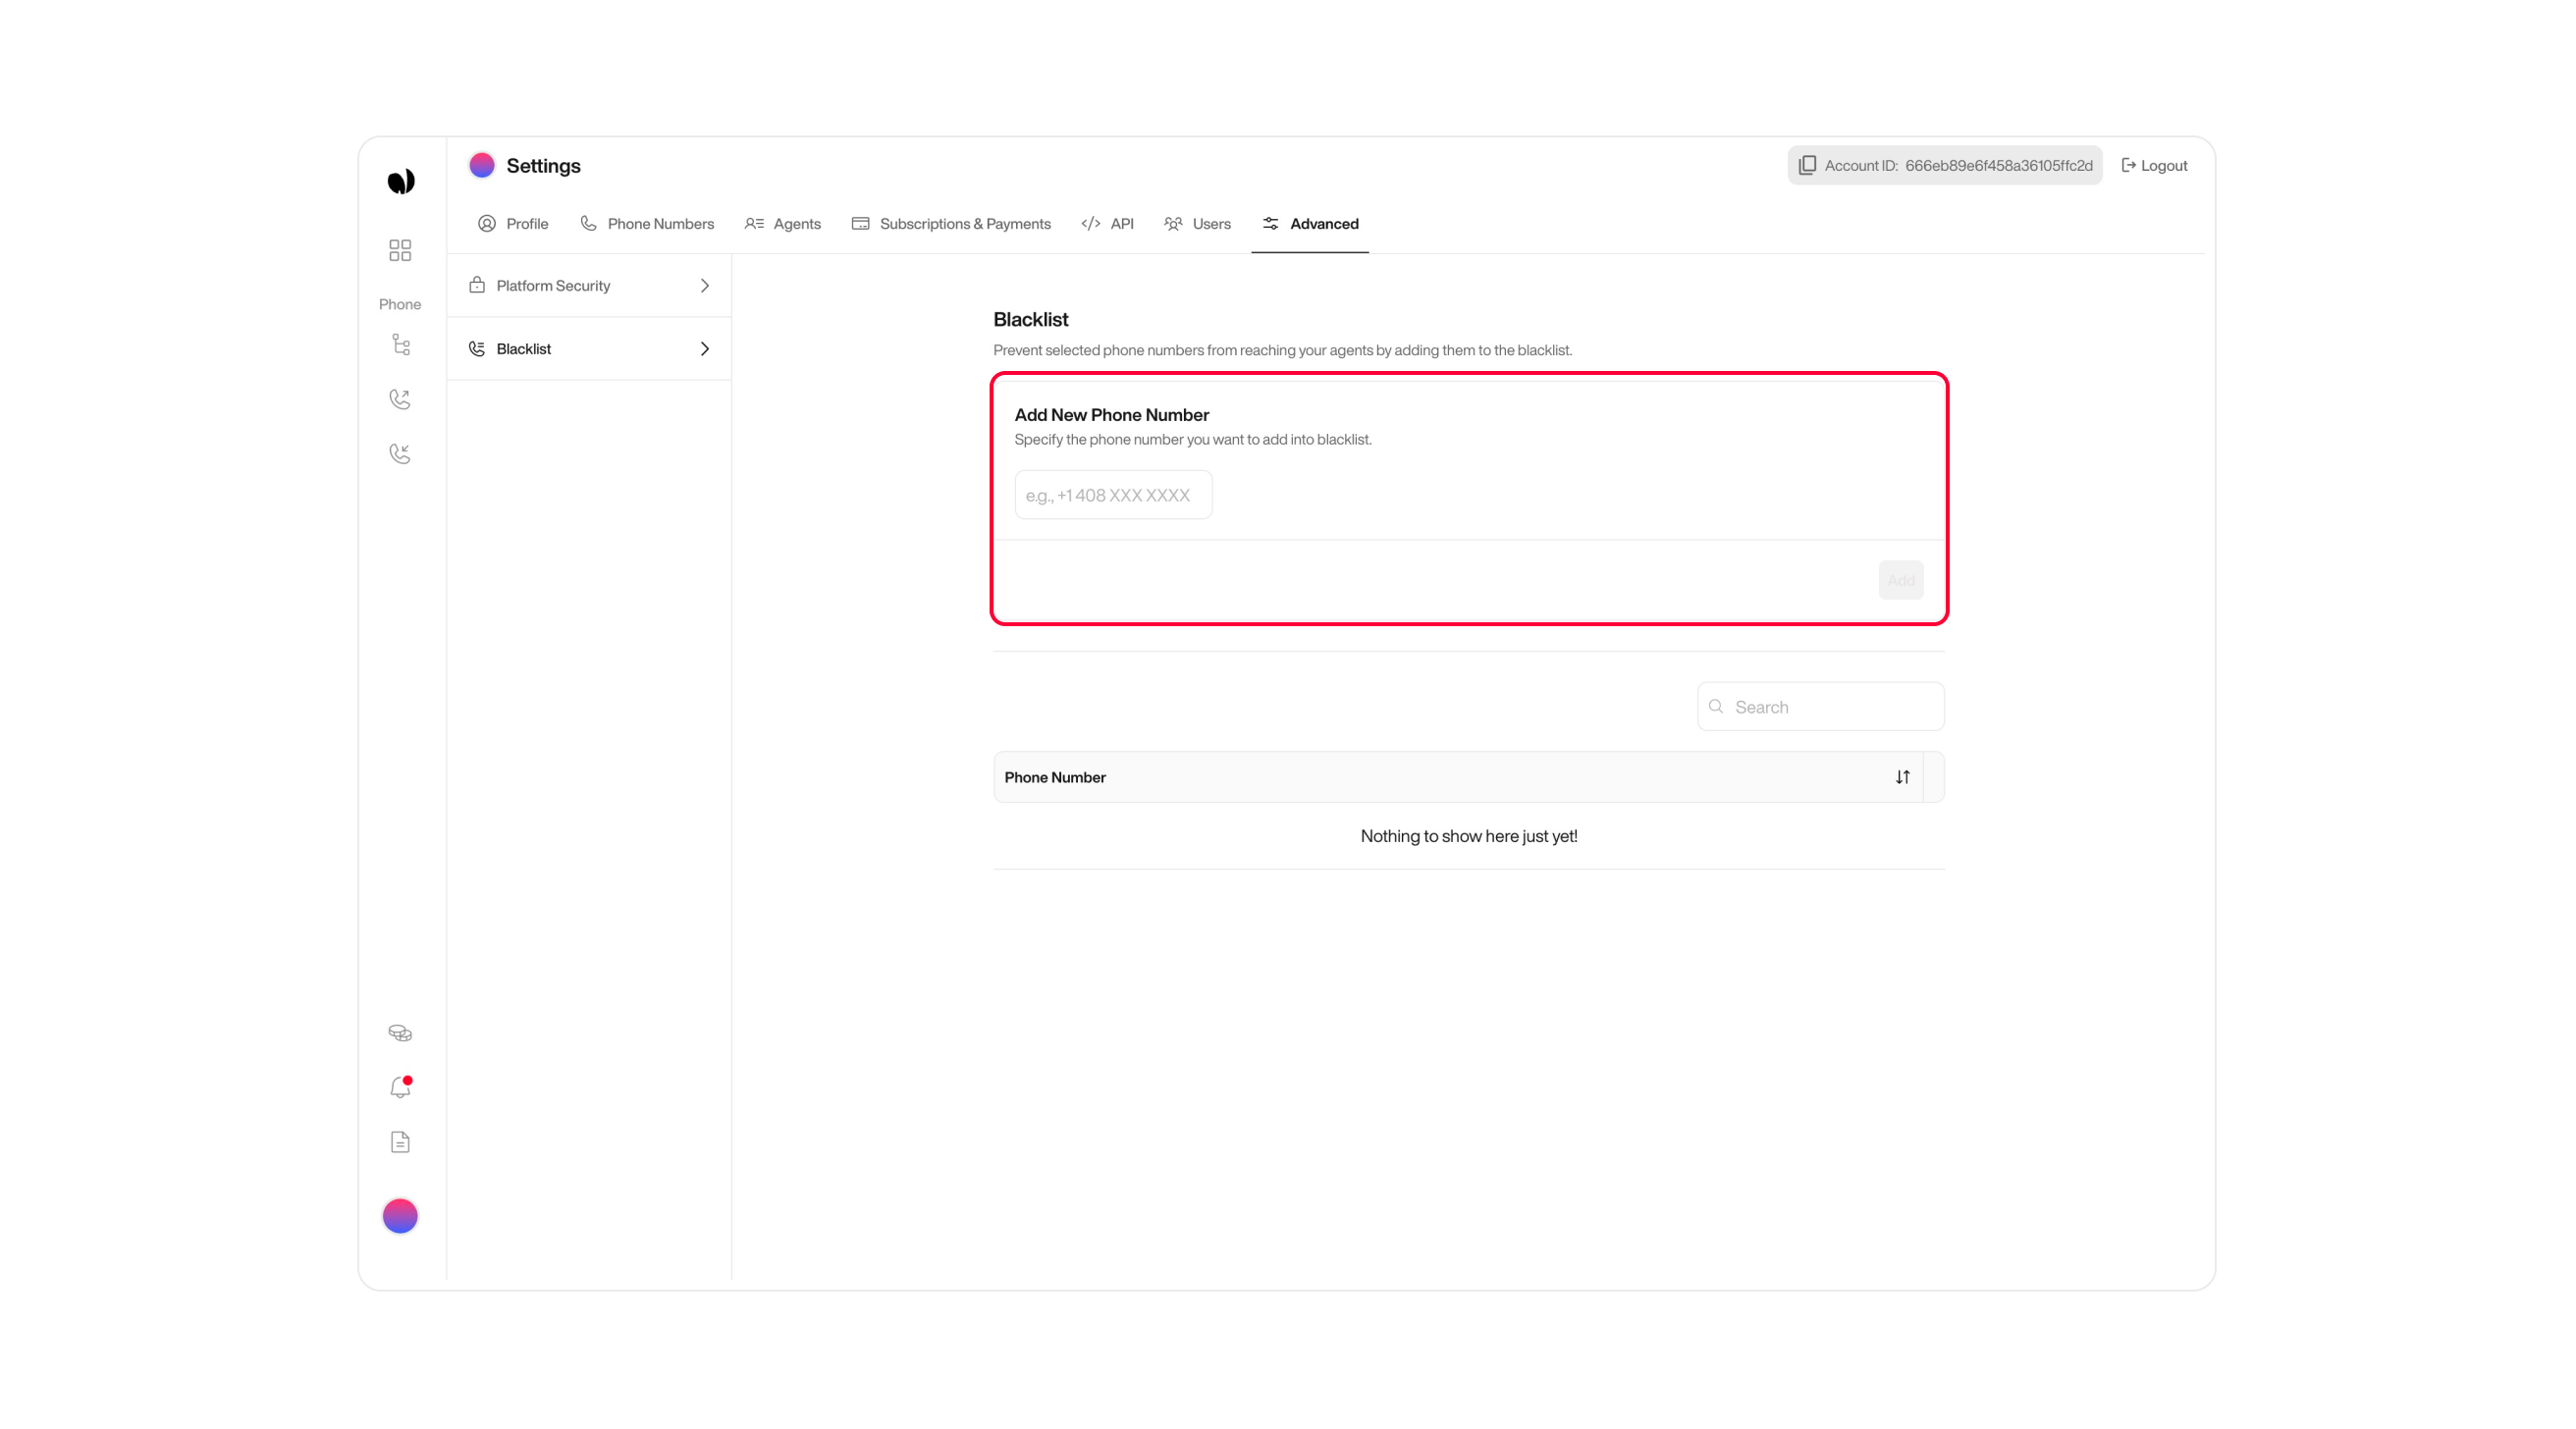 Settings
Account ID: 666eb89e6f458a36105ffc2d
Logout
Profile
Phone Numbers
Agents
Subscriptions & Payments
API
Users
Advanced
Phone
Platform Security
Blacklist
Blacklist
Prevent selected phone numbers from reaching your agents by adding them to the blacklist.
Add New Phone Number
Specify the phone number you want to add into blacklist.
e.g., +1 408 XXX XXXX
Add
Search
Phone Number
Nothing to show here just yet!